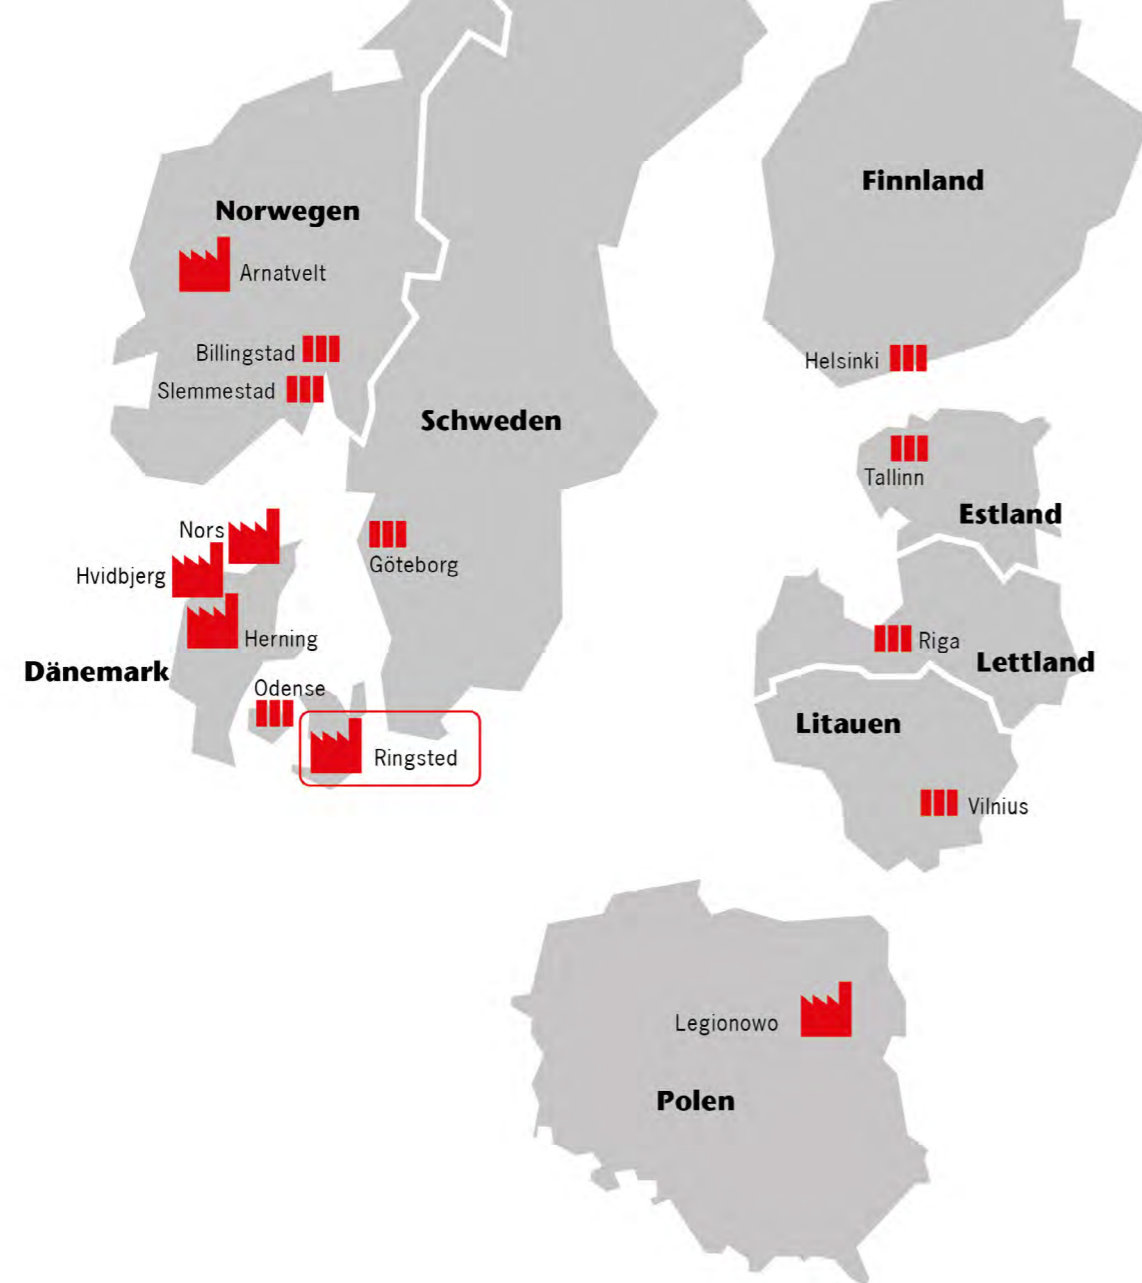 Finnland
Norwegen
Arnatvelt
Billingstad
Helsinki
Slemmestad
Schweden
Tallinn
Estland
Nors
Göteborg
Hvidbjerg
Herning
Riga
Lettland
Dänemark
Odense
Litauen
Ringsted
Vilnius
Legionowo
Polen